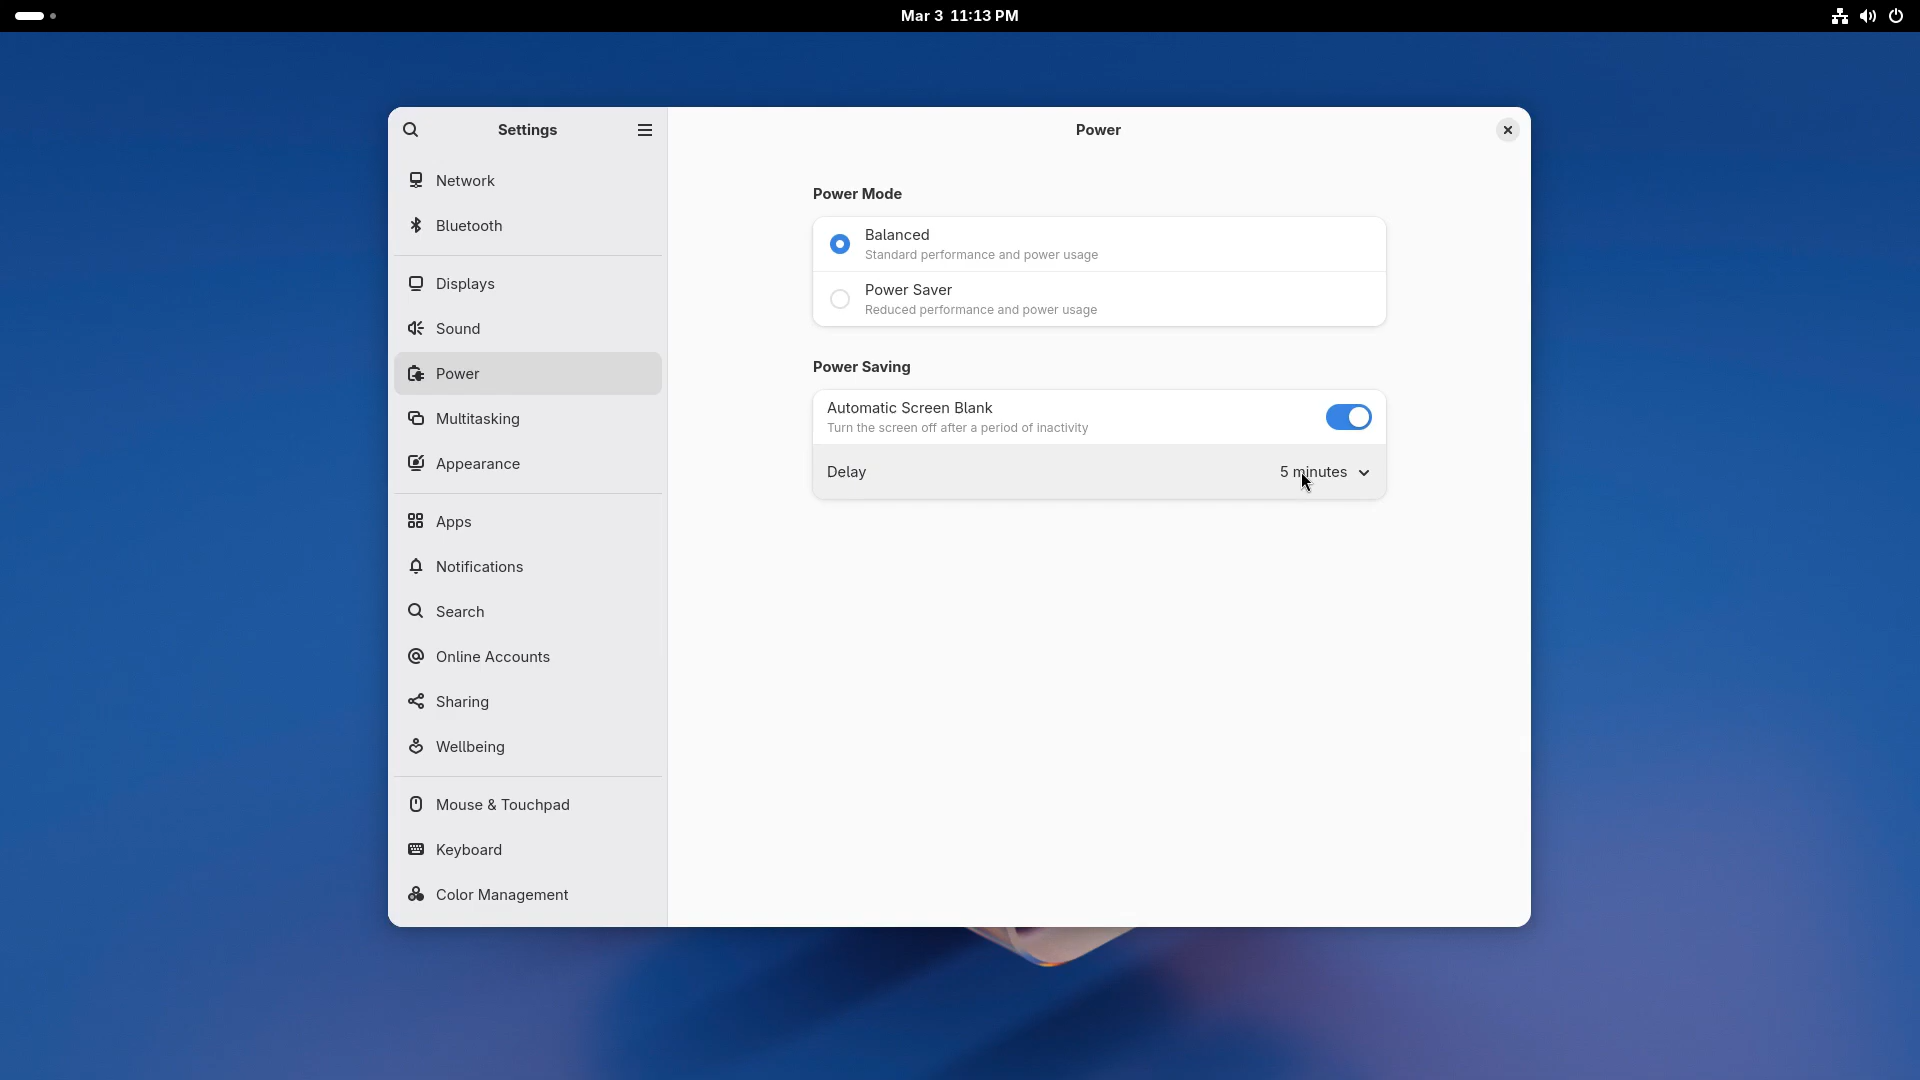 Mar 3 11:13 PM
Settings
Network
Bluetooth
Displays
Sound
Power
Multitasking
Appearance
Apps
Notifications
Search
Online Accounts
Sharing
Wellbeing
Mouse & Touchpad
Keyboard
Color Management
Power
Power Mode
Balanced
Standard performance and power usage
Power Saver
Reduced performance and power usage
Power Saving
Automatic Screen Blank
Turn the screen off after a period of inactivity
Delay 5 minutes